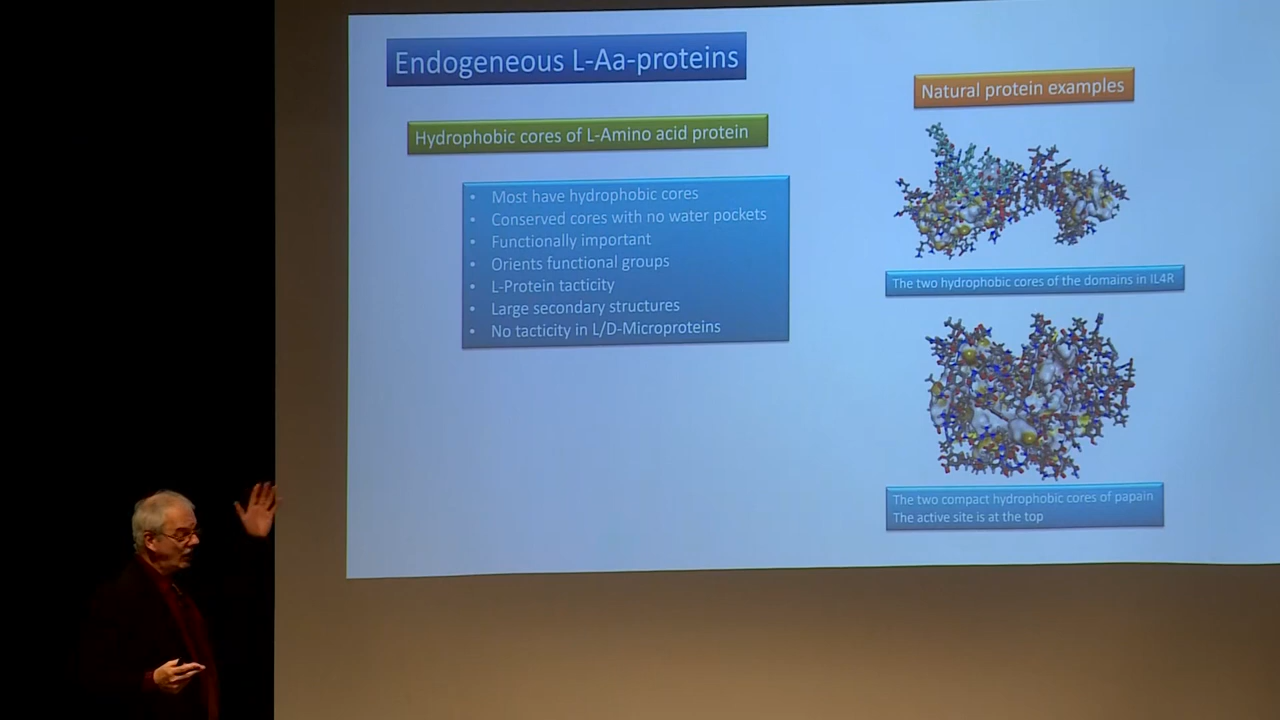 Endogeneous L-Aa-proteins
Hydrophobic cores of L-Amino acid protein
• Most have hydrophobic cores
• Conserved cores with no water pockets
• Functionally important
• Orients functional groups
• L-Protein tacticity
• Large secondary structures
• No tacticity in L/D-Microproteins
Natural protein examples
The two hydrophobic cores of the domains in IL4R
The two compact hydrophobic cores of papain
The active site is at the top